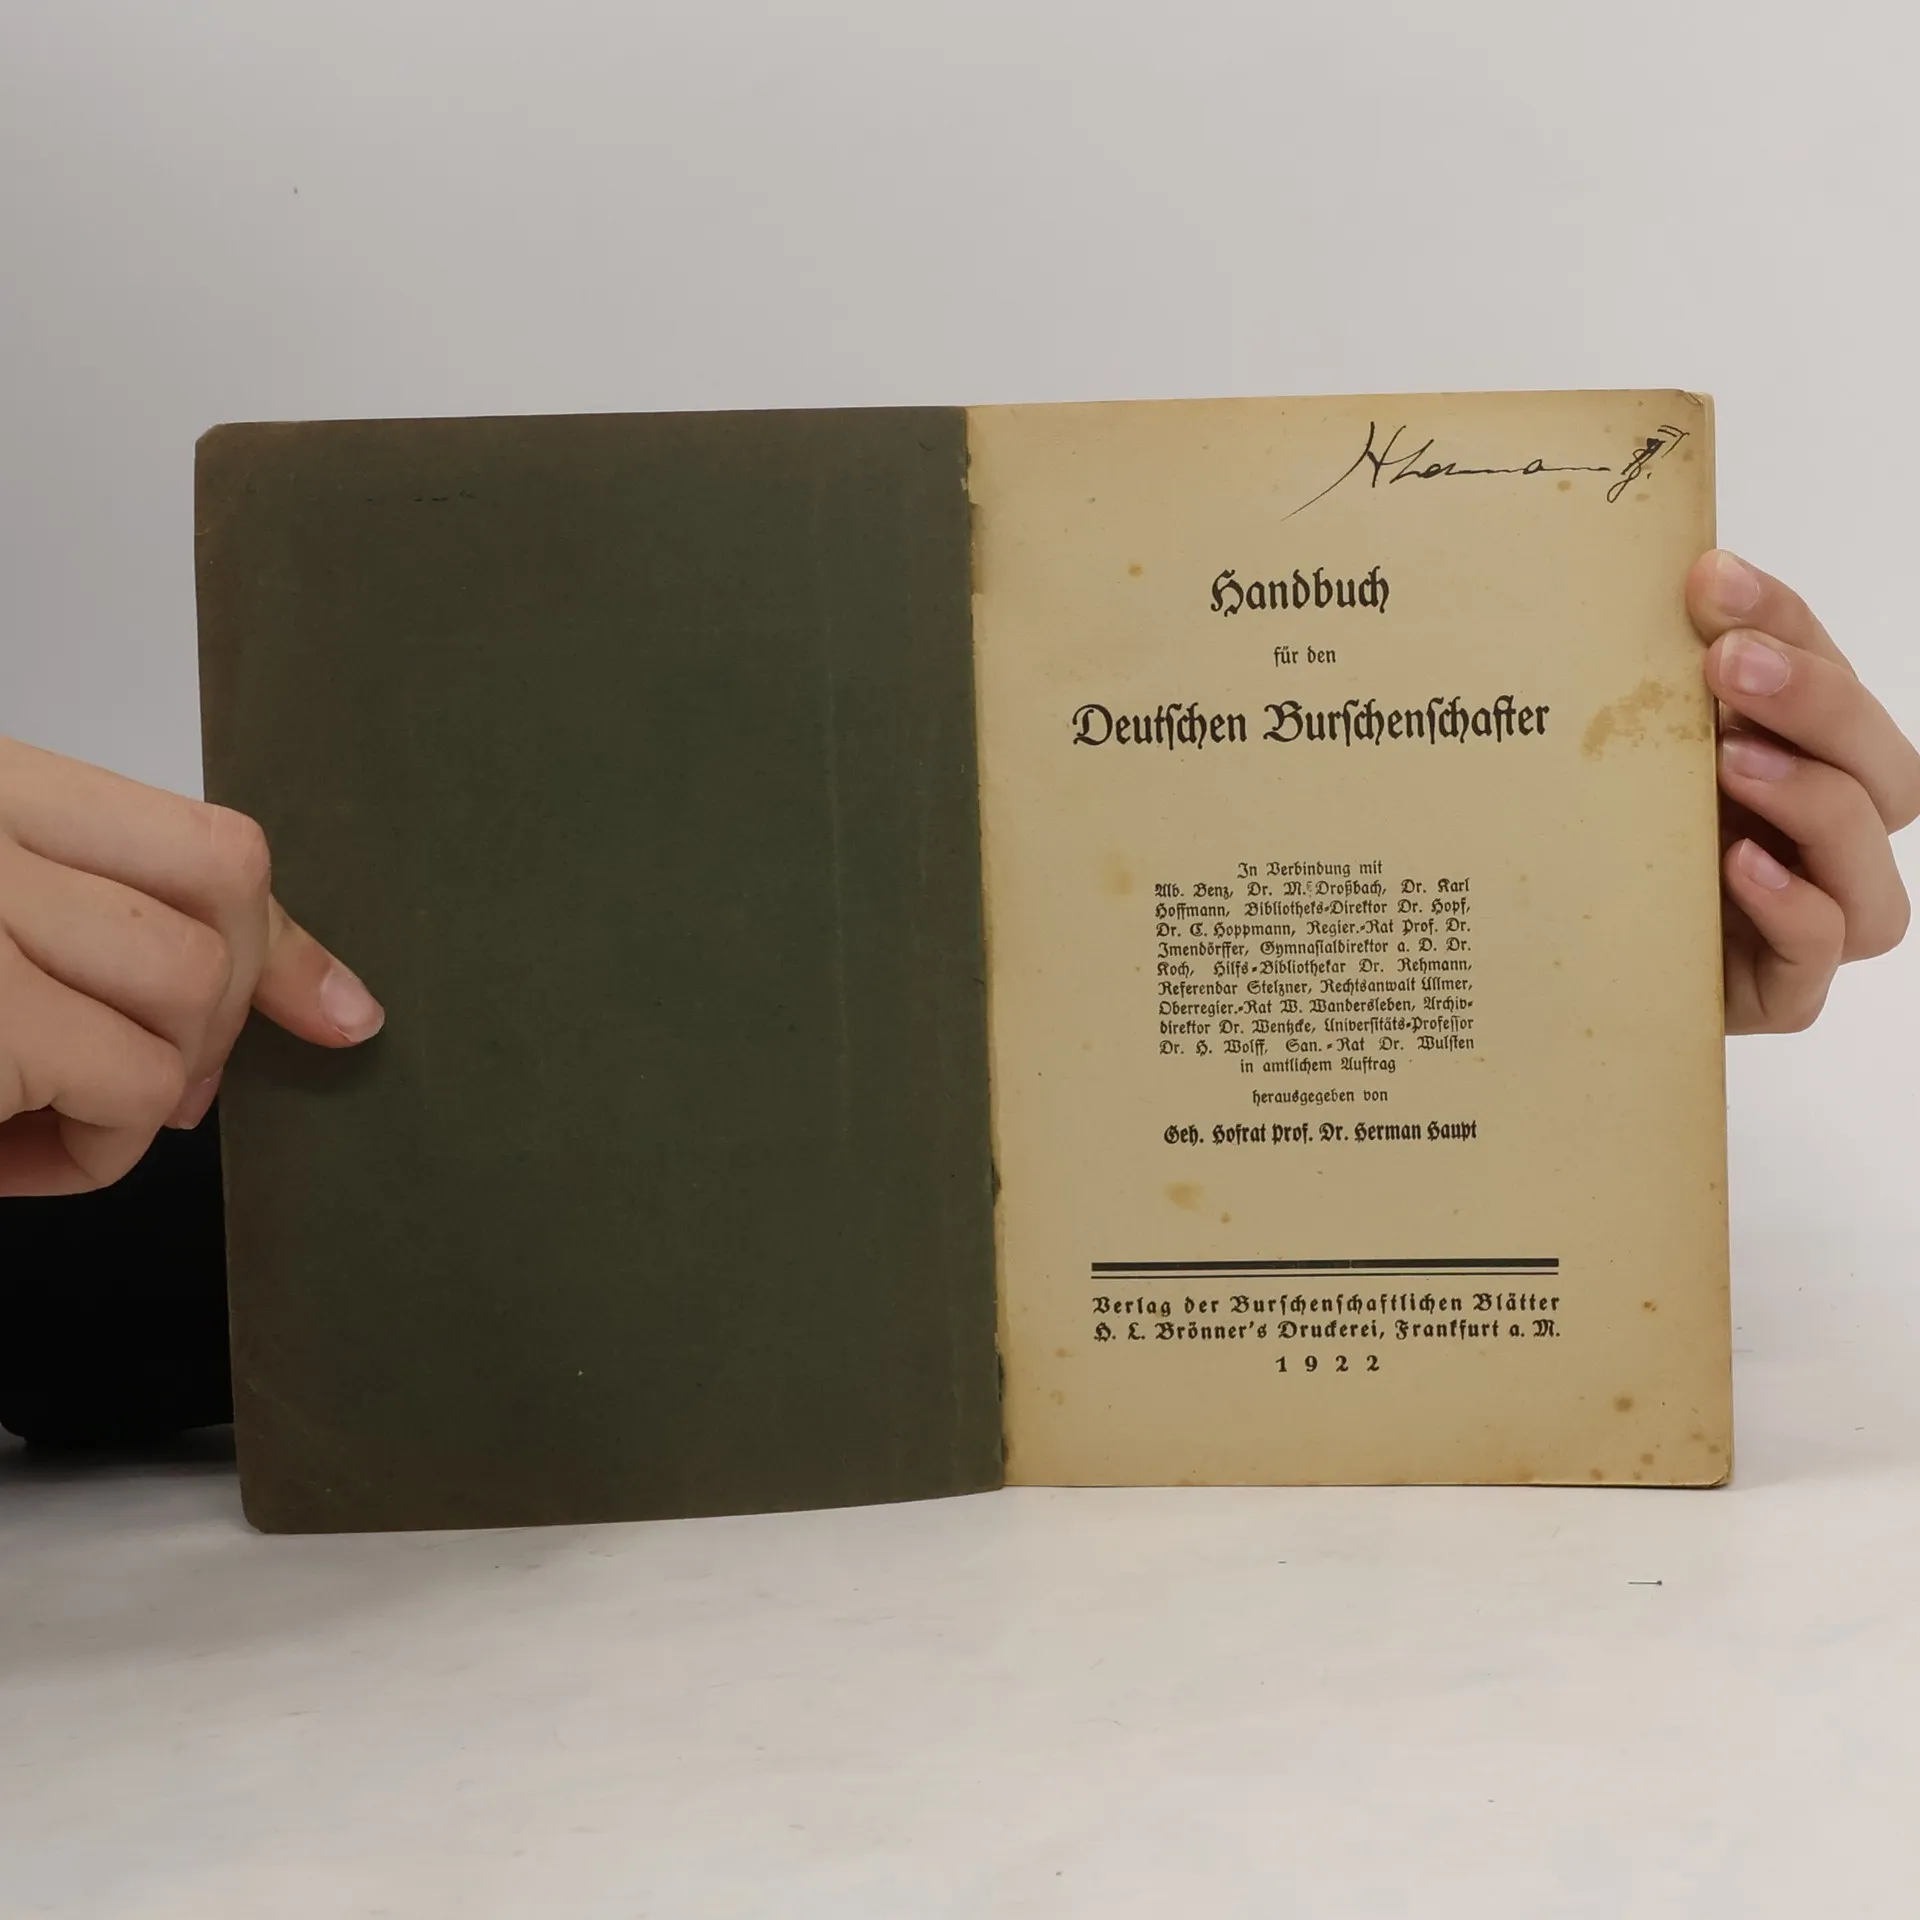 Handbuch
für den
Deutschen Burschenschafter
In Verbindung mit
Alb. Benz, Dr. M. Droßbach, Dr. Karl
Hoffmann, Bibliotheks-Direktor Dr. Hopf,
Dr. C. Hoppmann, Regier.-Rat Prof. Dr.
Imendörffer, Gymnasialdirektor a. D. Dr.
Koch, Hilfs-Bibliothekar Dr. Rehmann,
Referendar Stelzner, Rechtsanwalt Ullmer,
Oberregier.-Rat W. Wandersleben, Archiv-
direktor Dr. Wentzcke, Universitäts-Professor
Dr. H. Wolff, San.-Rat Dr. Wulsten
in amtlichem Auftrag
herausgegeben von
Geh. Hofrat Prof. Dr. Herman Haupt
Verlag der Burschenschaftlichen Blätter
H. L. Brönner's Druckerei, Frankfurt a. M.
1922